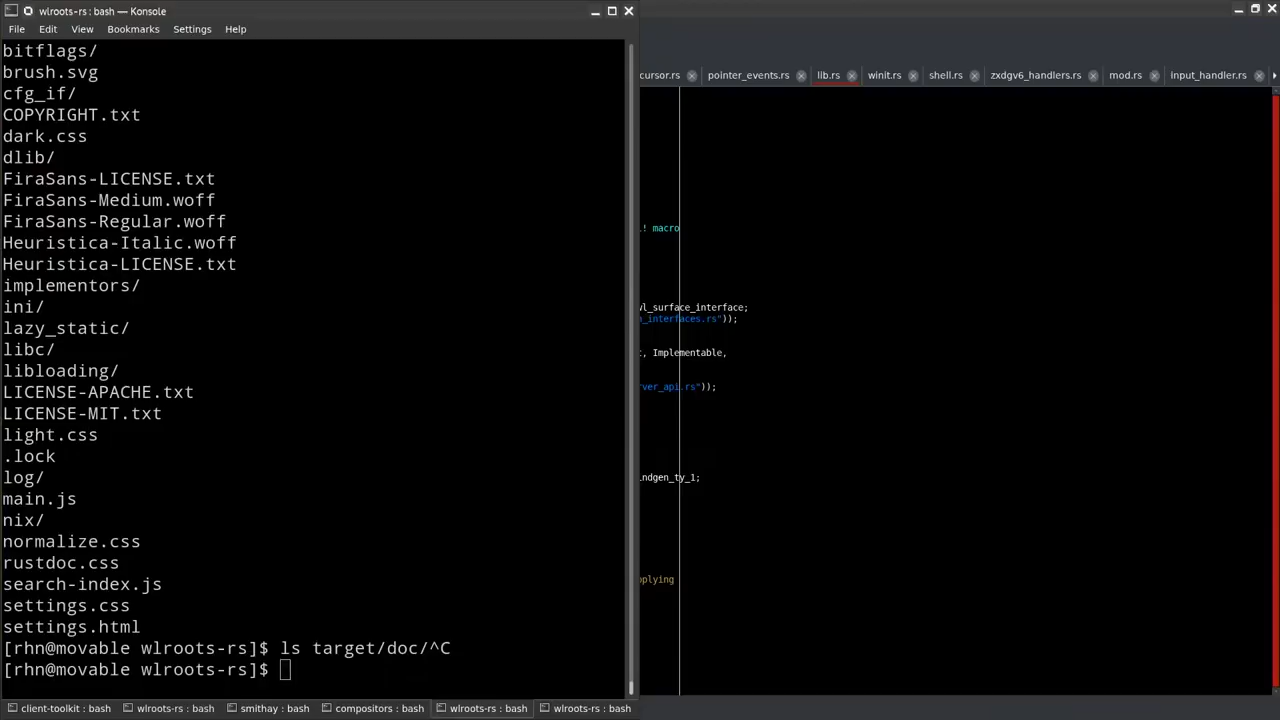 wlroots-rs : bash — Konsole
File Edit View Bookmarks Settings Help
bitflags/
brush.svg
cfg_if/
COPYRIGHT.txt
dark.css
dlib/
FiraSans-LICENSE.txt
FiraSans-Medium.woff
FiraSans-Regular.woff
Heuristica-Italic.woff
Heuristica-LICENSE.txt
implementors/
ini/
lazy_static/
libc/
libloading/
LICENSE-APACHE.txt
LICENSE-MIT.txt
light.css
.lock
log/
main.js
nix/
normalize.css
rustdoc.css
search-index.js
settings.css
settings.html
[rhn@movable wlroots-rs]$ ls target/doc/^C
[rhn@movable wlroots-rs]$
client-toolkit : bash wlroots-rs : bash smithay : bash compositors : bash wlroots-rs : bash wlroots-rs : bash
cursor.rs pointer_events.rs lib.rs winit.rs shell.rs zxdgv6_handlers.rs mod.rs input_handler.rs
! macro
wl_surface_interface;
_interfaces.rs"));
, Implementable,
rver_api.rs"));
indgen_ty_1;
pplying